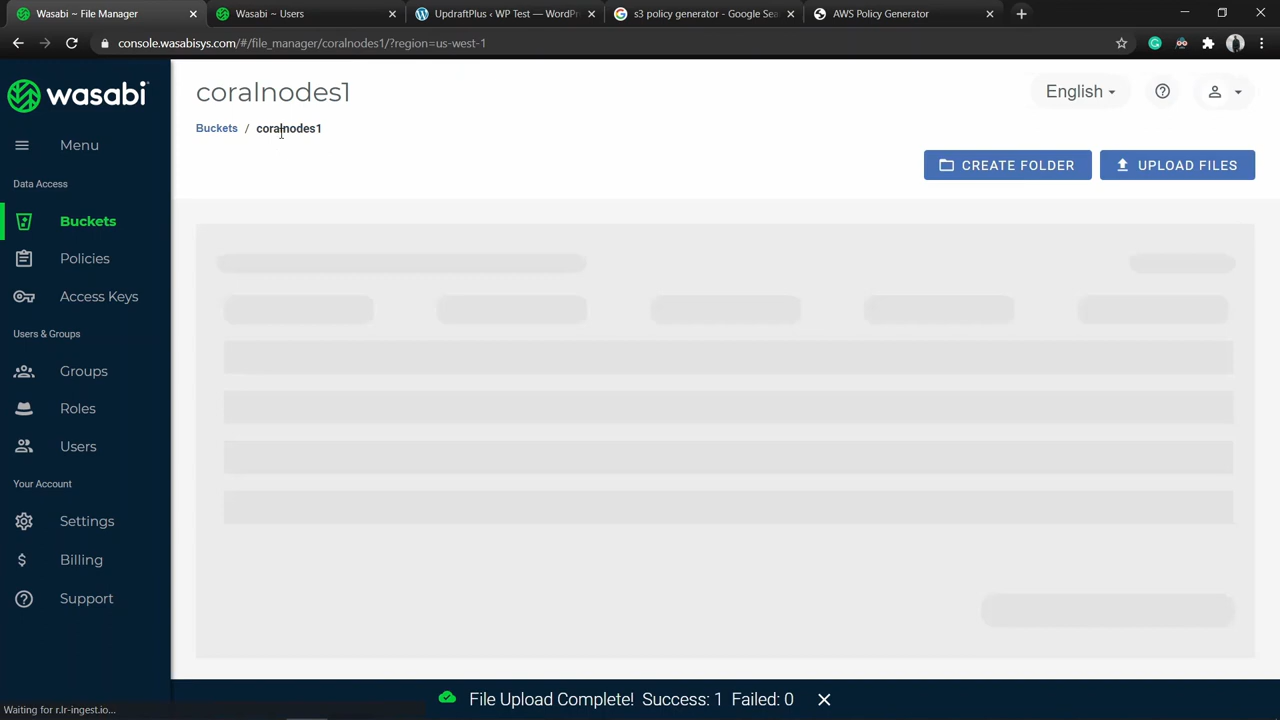 Wasabi ~ File Manager
Wasabi ~ Users
UpdraftPlus ‹ WP Test — WordPr
s3 policy generator - Google Sea
AWS Policy Generator
console.wasabisys.com/#/file_manager/coralnodes1/?region=us-west-1
wasabi
coralnodes1
English
Buckets / coralnodes1
Menu
CREATE FOLDER
UPLOAD FILES
Data Access
Buckets
Policies
Access Keys
Users & Groups
Groups
Roles
Users
Your Account
Settings
$ Billing
Support
File Upload Complete! Success: 1 Failed: 0
Waiting for r.lr-ingest.io...